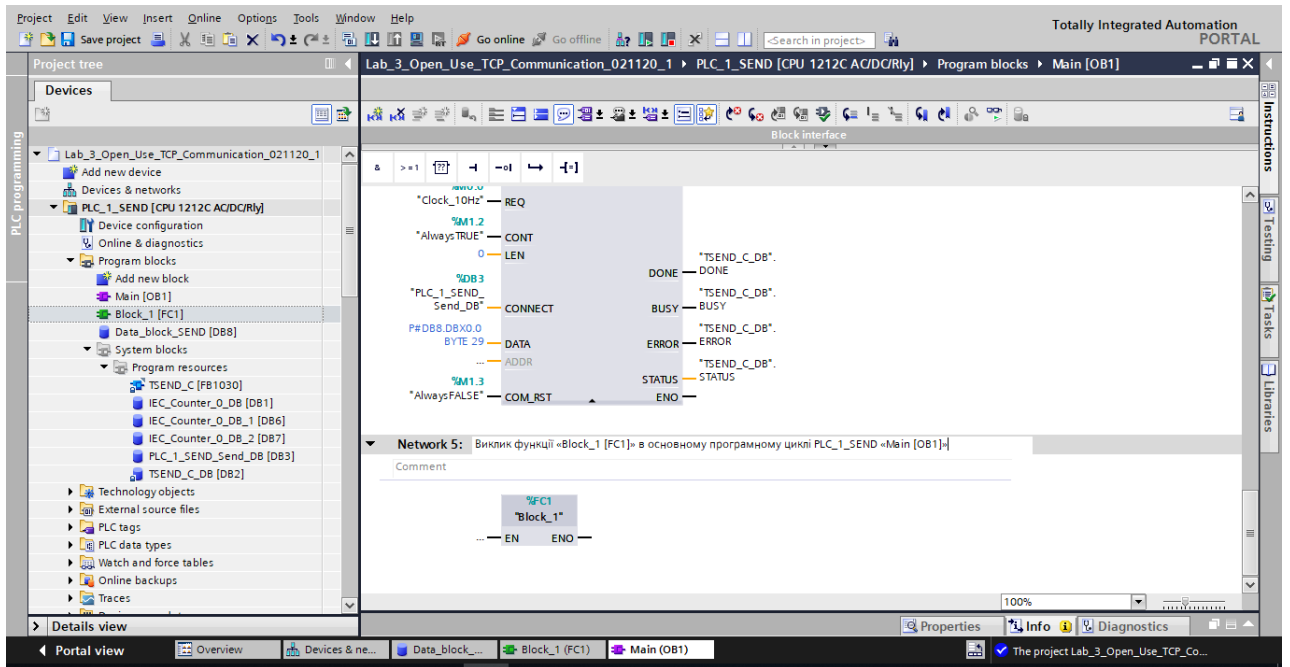 Project Edit View Insert Online Options Tools Window Help
Totally Integrated Automation
PORTAL
Save project
Go online
Go offline
<Search in project>
Project tree
Lab_3_Open_Use_TCP_Communication_021120_1 PLC_1_SEND [CPU 1212C AC/DC/Rly] Program blocks Main [OB1]
Devices
PLC programming
Block interface
Lab_3_Open_Use_TCP_Communication_021120_1
Add new device
Devices & networks
PLC_1_SEND [CPU 1212C AC/DC/Rly]
Device configuration
Online & diagnostics
Program blocks
Add new block
Main [OB1]
Block_1 [FC1]
Data_block_SEND [DB8]
System blocks
Program resources
TSEND_C [FB1030]
IEC_Counter_0_DB [DB1]
IEC_Counter_0_DB_1 [DB6]
IEC_Counter_0_DB_2 [DB7]
PLC_1_SEND_Send_DB [DB3]
TSEND_C_DB [DB2]
Technology objects
External source files
PLC tags
PLC data types
Watch and force tables
Online backups
Traces
& >=1 ??
"Clock_10Hz" REQ
%M1.2
"AlwaysTRUE" CONT
0 LEN
%DB3
"PLC_1_SEND_
Send_DB" CONNECT
P#DB8.DBX0.0
BYTE 29 DATA
... ADDR
%M1.3
"AlwaysFALSE" COM_RST
"TSEND_C_DB".
DONE DONE
"TSEND_C_DB".
BUSY BUSY
"TSEND_C_DB".
ERROR ERROR
"TSEND_C_DB".
STATUS STATUS
ENO
Network 5: Виклик функції «Block_1 [FC1]» в основному програмному циклі PLC_1_SEND «Main [OB1]»
Comment
%FC1
"Block_1"
... EN ENO
100%
Instructions
Testing
Tasks
Libraries
Details view
Properties
Info
Diagnostics
Portal view
Overview
Devices & ne...
Data_block_...
Block_1 (FC1)
Main (OB1)
The project Lab_3_Open_Use_TCP_Co...